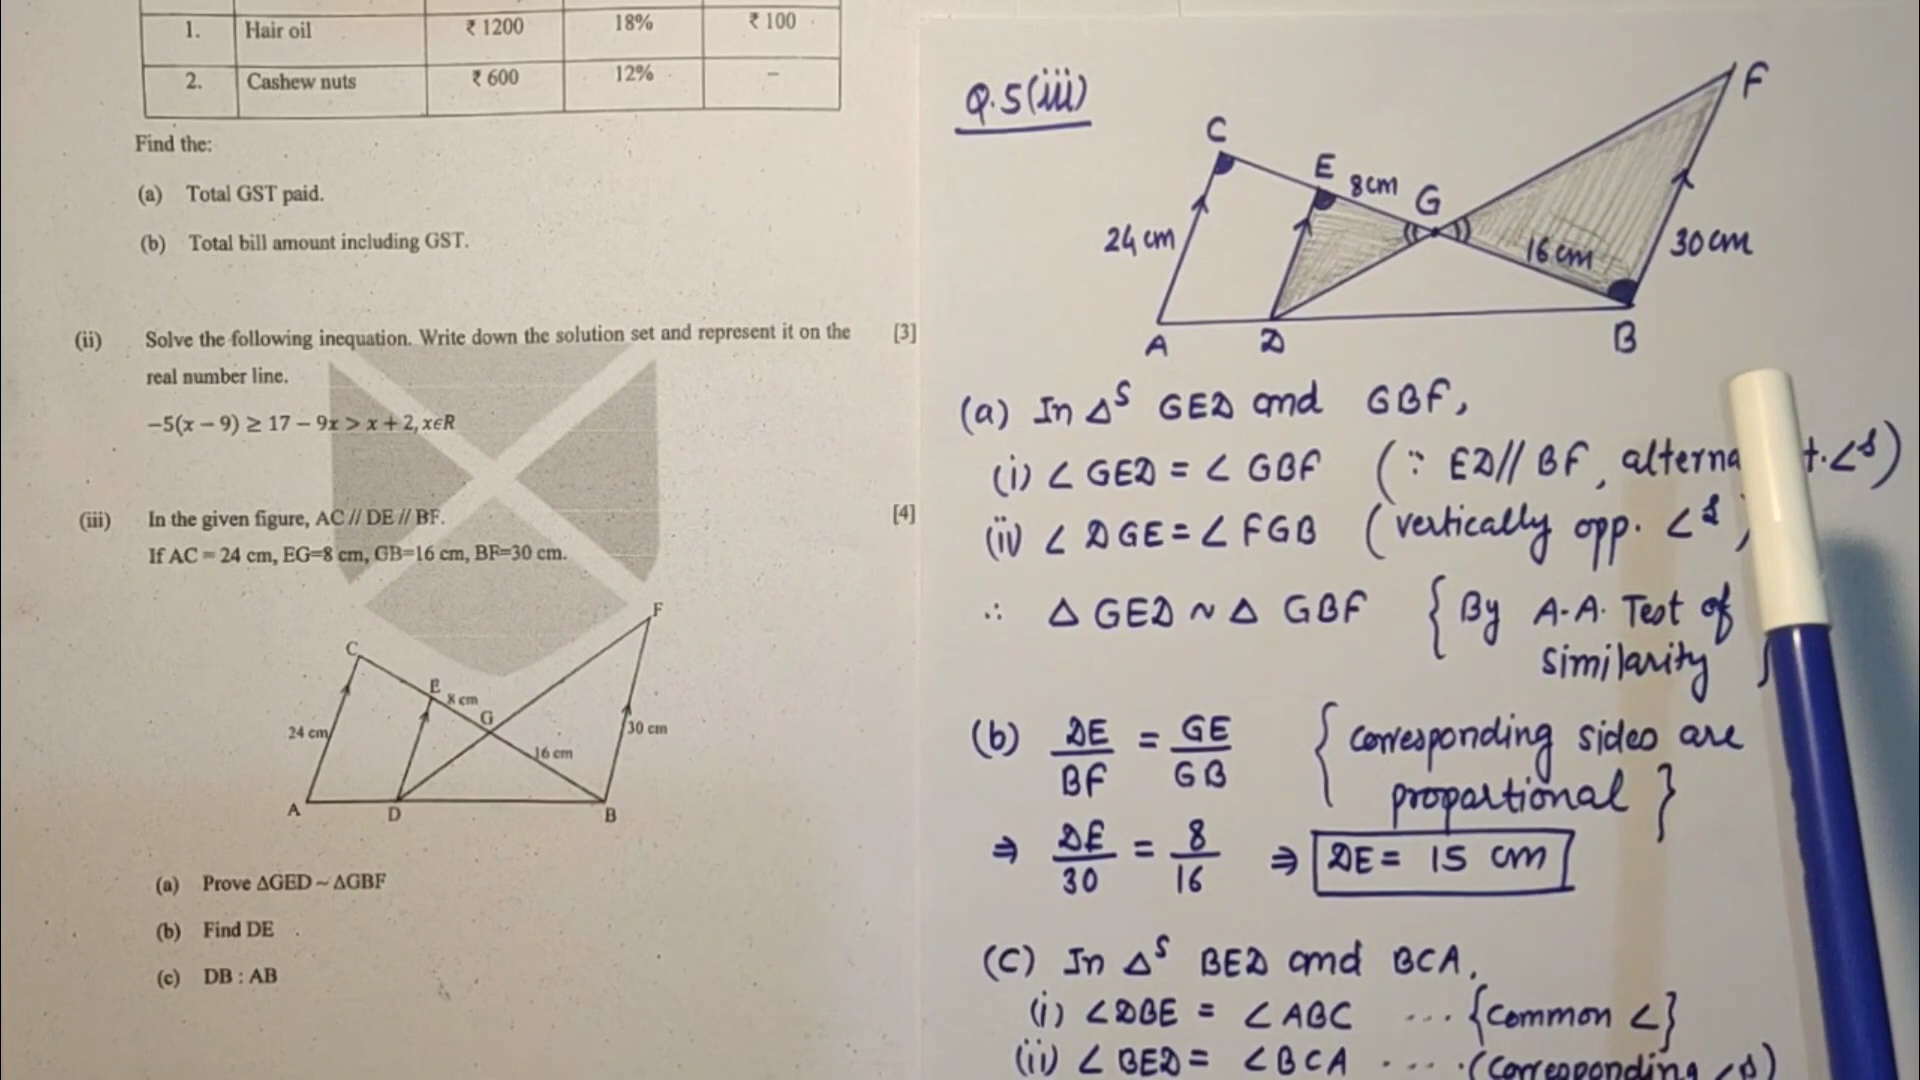 1. Hair oil ₹ 1200 18% ₹ 100
2. Cashew nuts ₹ 600 12% –
Find the:
(a) Total GST paid.
(b) Total bill amount including GST.
(ii) Solve the following inequation. Write down the solution set and represent it on the [3]
real number line.
−5(x − 9) ≥ 17 − 9x > x + 2, xϵR
(iii) In the given figure, AC // DE // BF. [4]
If AC = 24 cm, EG=8 cm, GB=16 cm, BF=30 cm.
F
C
E
8 cm
G
24 cm
30 cm
16 cm
A
D
B
(a) Prove ΔGED ~ ΔGBF
(b) Find DE
(c) DB : AB
Q.5(iii)
F
C
E
8cm
G
24 cm
16 cm
30 cm
A
D
B
(a) In Δˢ GED and GBF,
(i) ∠ GED = ∠ GBF (∵ ED // BF, alterna t. ∠ˢ)
(ii) ∠ DGE = ∠ FGB (vertically opp. ∠ˢ)
∴ Δ GED ~ Δ GBF { By A-A. Test of
similarity }
(b) DE/BF = GE/GB { corresponding sides are
proportional }
⇒ DE/30 = 8/16 ⇒ DE = 15 cm
(C) In Δˢ BED and BCA,
(i) ∠DBE = ∠ABC ... {Common ∠}
(ii) ∠ BED = ∠BCA .... (Corresponding ∠ˢ)